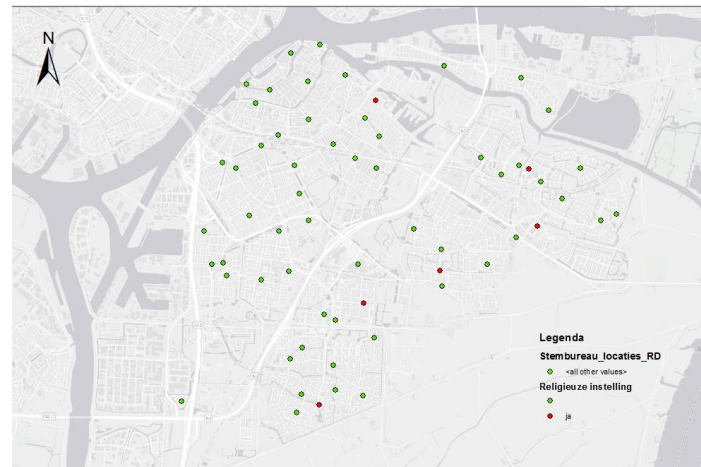 N
Legenda
Stembureau_locaties_RD
<all other values>
Religieuze instelling
ja